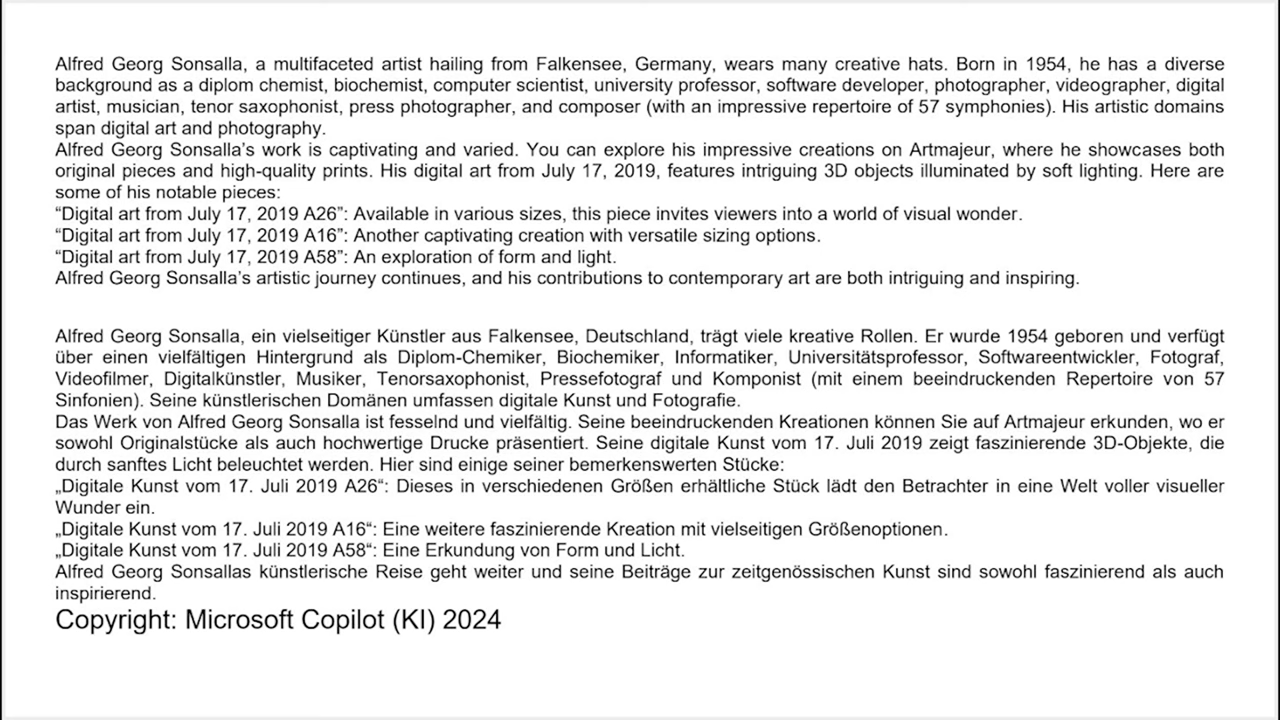 Alfred Georg Sonsalla, a multifaceted artist hailing from Falkensee, Germany, wears many creative hats. Born in 1954, he has a diverse
background as a diplom chemist, biochemist, computer scientist, university professor, software developer, photographer, videographer, digital
artist, musician, tenor saxophonist, press photographer, and composer (with an impressive repertoire of 57 symphonies). His artistic domains
span digital art and photography.
Alfred Georg Sonsalla’s work is captivating and varied. You can explore his impressive creations on Artmajeur, where he showcases both
original pieces and high-quality prints. His digital art from July 17, 2019, features intriguing 3D objects illuminated by soft lighting. Here are
some of his notable pieces:
“Digital art from July 17, 2019 A26”: Available in various sizes, this piece invites viewers into a world of visual wonder.
“Digital art from July 17, 2019 A16”: Another captivating creation with versatile sizing options.
“Digital art from July 17, 2019 A58”: An exploration of form and light.
Alfred Georg Sonsalla’s artistic journey continues, and his contributions to contemporary art are both intriguing and inspiring.
Alfred Georg Sonsalla, ein vielseitiger Künstler aus Falkensee, Deutschland, trägt viele kreative Rollen. Er wurde 1954 geboren und verfügt
über einen vielfältigen Hintergrund als Diplom-Chemiker, Biochemiker, Informatiker, Universitätsprofessor, Softwareentwickler, Fotograf,
Videofilmer, Digitalkünstler, Musiker, Tenorsaxophonist, Pressefotograf und Komponist (mit einem beeindruckenden Repertoire von 57
Sinfonien). Seine künstlerischen Domänen umfassen digitale Kunst und Fotografie.
Das Werk von Alfred Georg Sonsalla ist fesselnd und vielfältig. Seine beeindruckenden Kreationen können Sie auf Artmajeur erkunden, wo er
sowohl Originalstücke als auch hochwertige Drucke präsentiert. Seine digitale Kunst vom 17. Juli 2019 zeigt faszinierende 3D-Objekte, die
durch sanftes Licht beleuchtet werden. Hier sind einige seiner bemerkenswerten Stücke:
„Digitale Kunst vom 17. Juli 2019 A26“: Dieses in verschiedenen Größen erhältliche Stück lädt den Betrachter in eine Welt voller visueller
Wunder ein.
„Digitale Kunst vom 17. Juli 2019 A16“: Eine weitere faszinierende Kreation mit vielseitigen Größenoptionen.
„Digitale Kunst vom 17. Juli 2019 A58“: Eine Erkundung von Form und Licht.
Alfred Georg Sonsallas künstlerische Reise geht weiter und seine Beiträge zur zeitgenössischen Kunst sind sowohl faszinierend als auch
inspirierend.
Copyright: Microsoft Copilot (KI) 2024